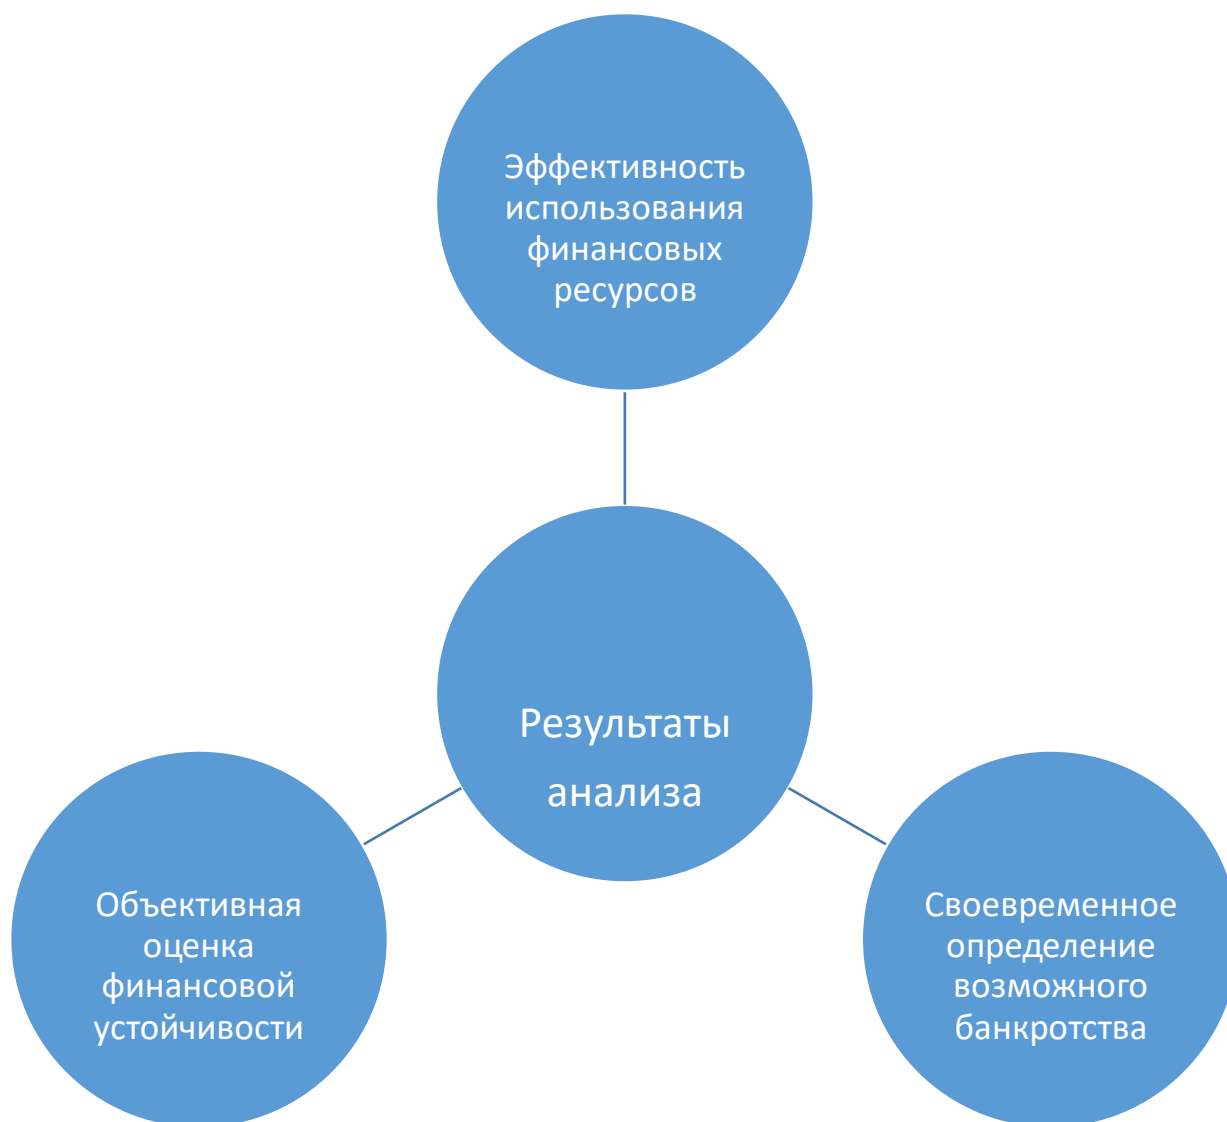 Эффективность
использования
финансовых
ресурсов
Результаты
анализа
Объективная
оценка
финансовой
устойчивости
Своевременное
определение
возможного
банкротства